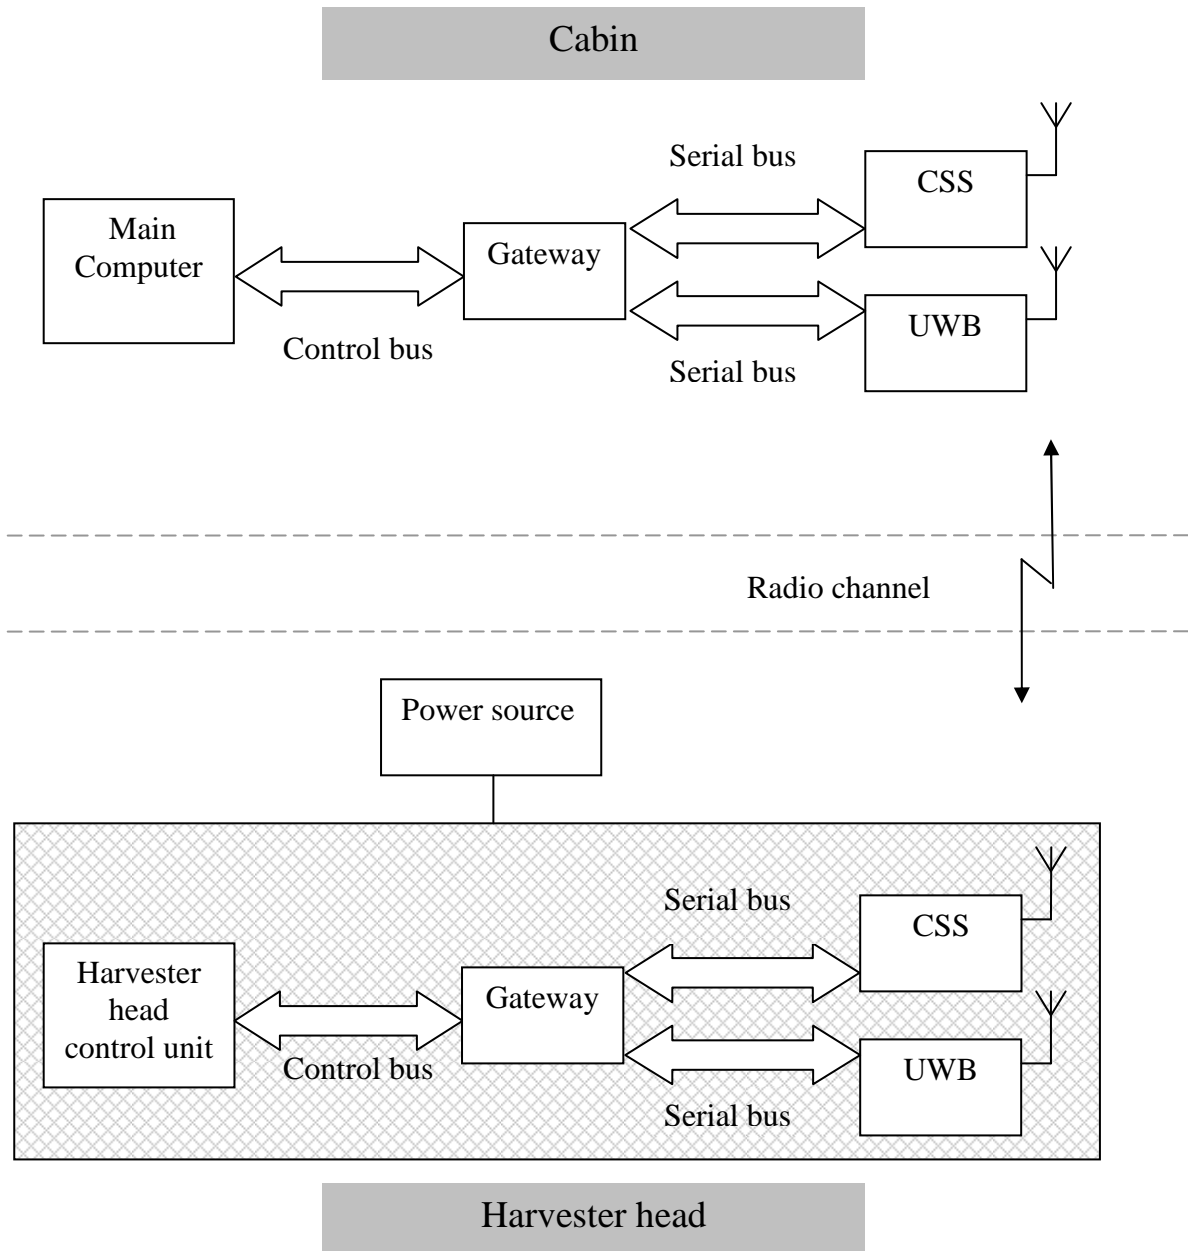 Cabin
Serial bus
CSS
Main
Computer
Gateway
Control bus
UWB
Serial bus
Radio channel
Power source
Serial bus
CSS
Harvester
head
control unit
Gateway
Control bus
UWB
Serial bus
Harvester head